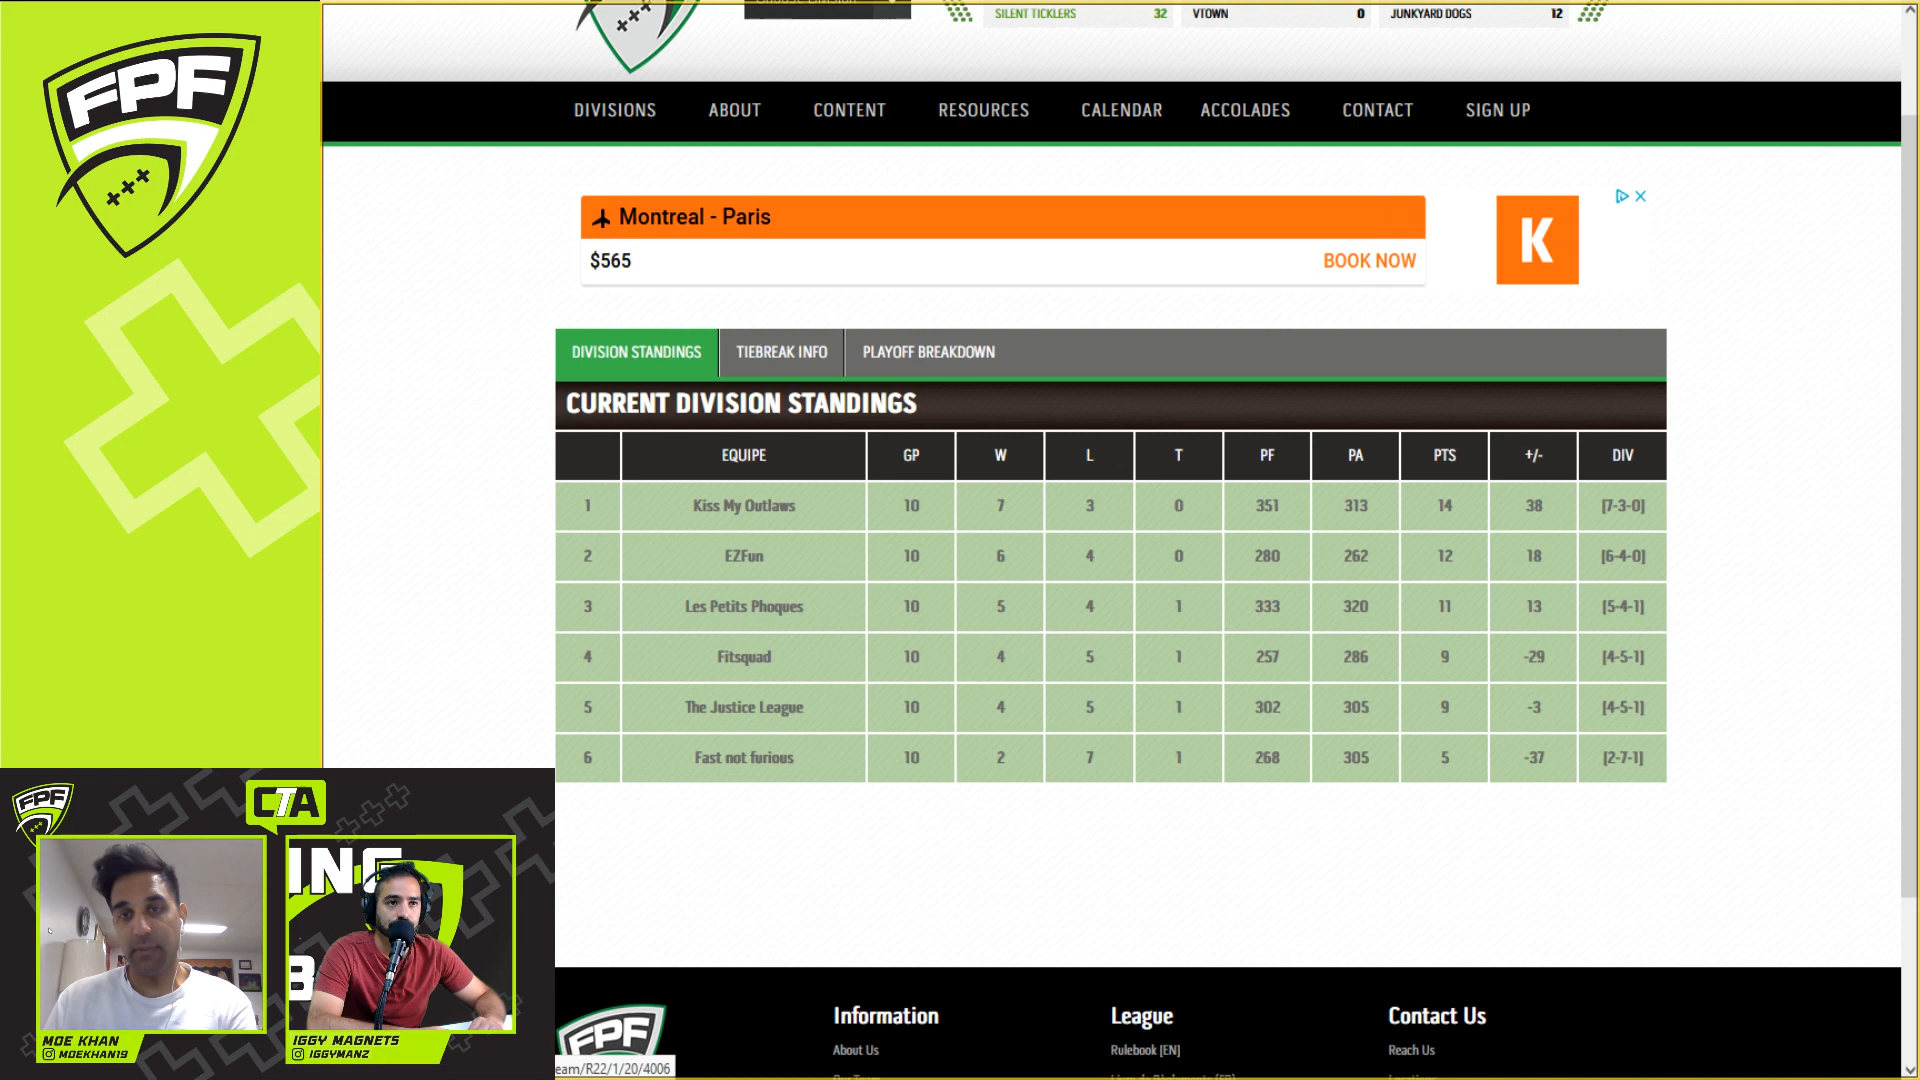 FPF
SILENT TICKLERS 32 VTOWN 0 JUNKYARD DOGS 12
DIVISIONS ABOUT CONTENT RESOURCES CALENDAR ACCOLADES CONTACT SIGN UP
Montreal - Paris
$565 BOOK NOW
K
DIVISION STANDINGS TIEBREAK INFO PLAYOFF BREAKDOWN
CURRENT DIVISION STANDINGS
EQUIPE GP W L T PF PA PTS +/- DIV
1 Kiss My Outlaws 10 7 3 0 351 313 14 38 [7-3-0]
2 EZFun 10 6 4 0 280 262 12 18 [6-4-0]
3 Les Petits Phoques 10 5 4 1 333 320 11 13 [5-4-1]
4 Fitsquad 10 4 5 1 257 286 9 -29 [4-5-1]
5 The Justice League 10 4 5 1 302 305 9 -3 [4-5-1]
6 Fast not furious 10 2 7 1 268 305 5 -37 [2-7-1]
FPF
CTA
ING
B
MOE KHAN
MOEKHAN19
IGGY MAGNETS
IGGYMANZ
FPF
Information League Contact Us
About Us Rulebook [EN] Reach Us
eam/R22/1/20/4006